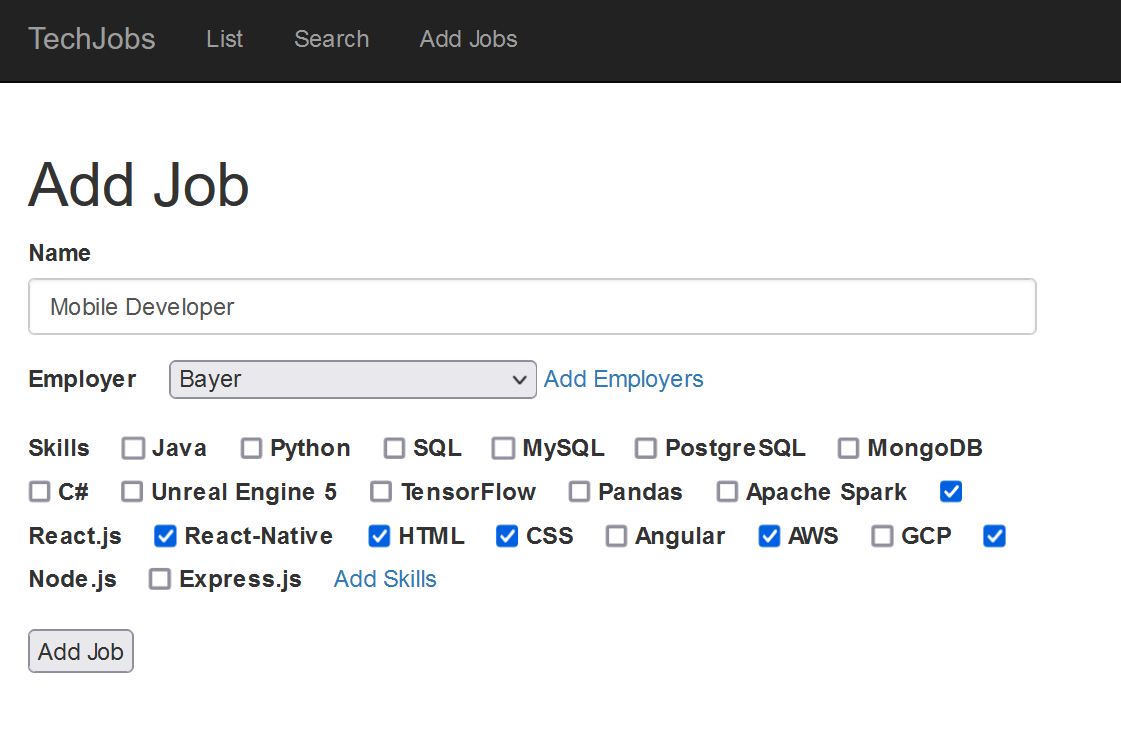 TechJobs List Search Add Jobs
Add Job
Name
Mobile Developer
Employer Bayer Add Employers
Skills Java Python SQL MySQL PostgreSQL MongoDB
C# Unreal Engine 5 TensorFlow Pandas Apache Spark
React.js React-Native HTML CSS Angular AWS GCP
Node.js Express.js Add Skills
Add Job